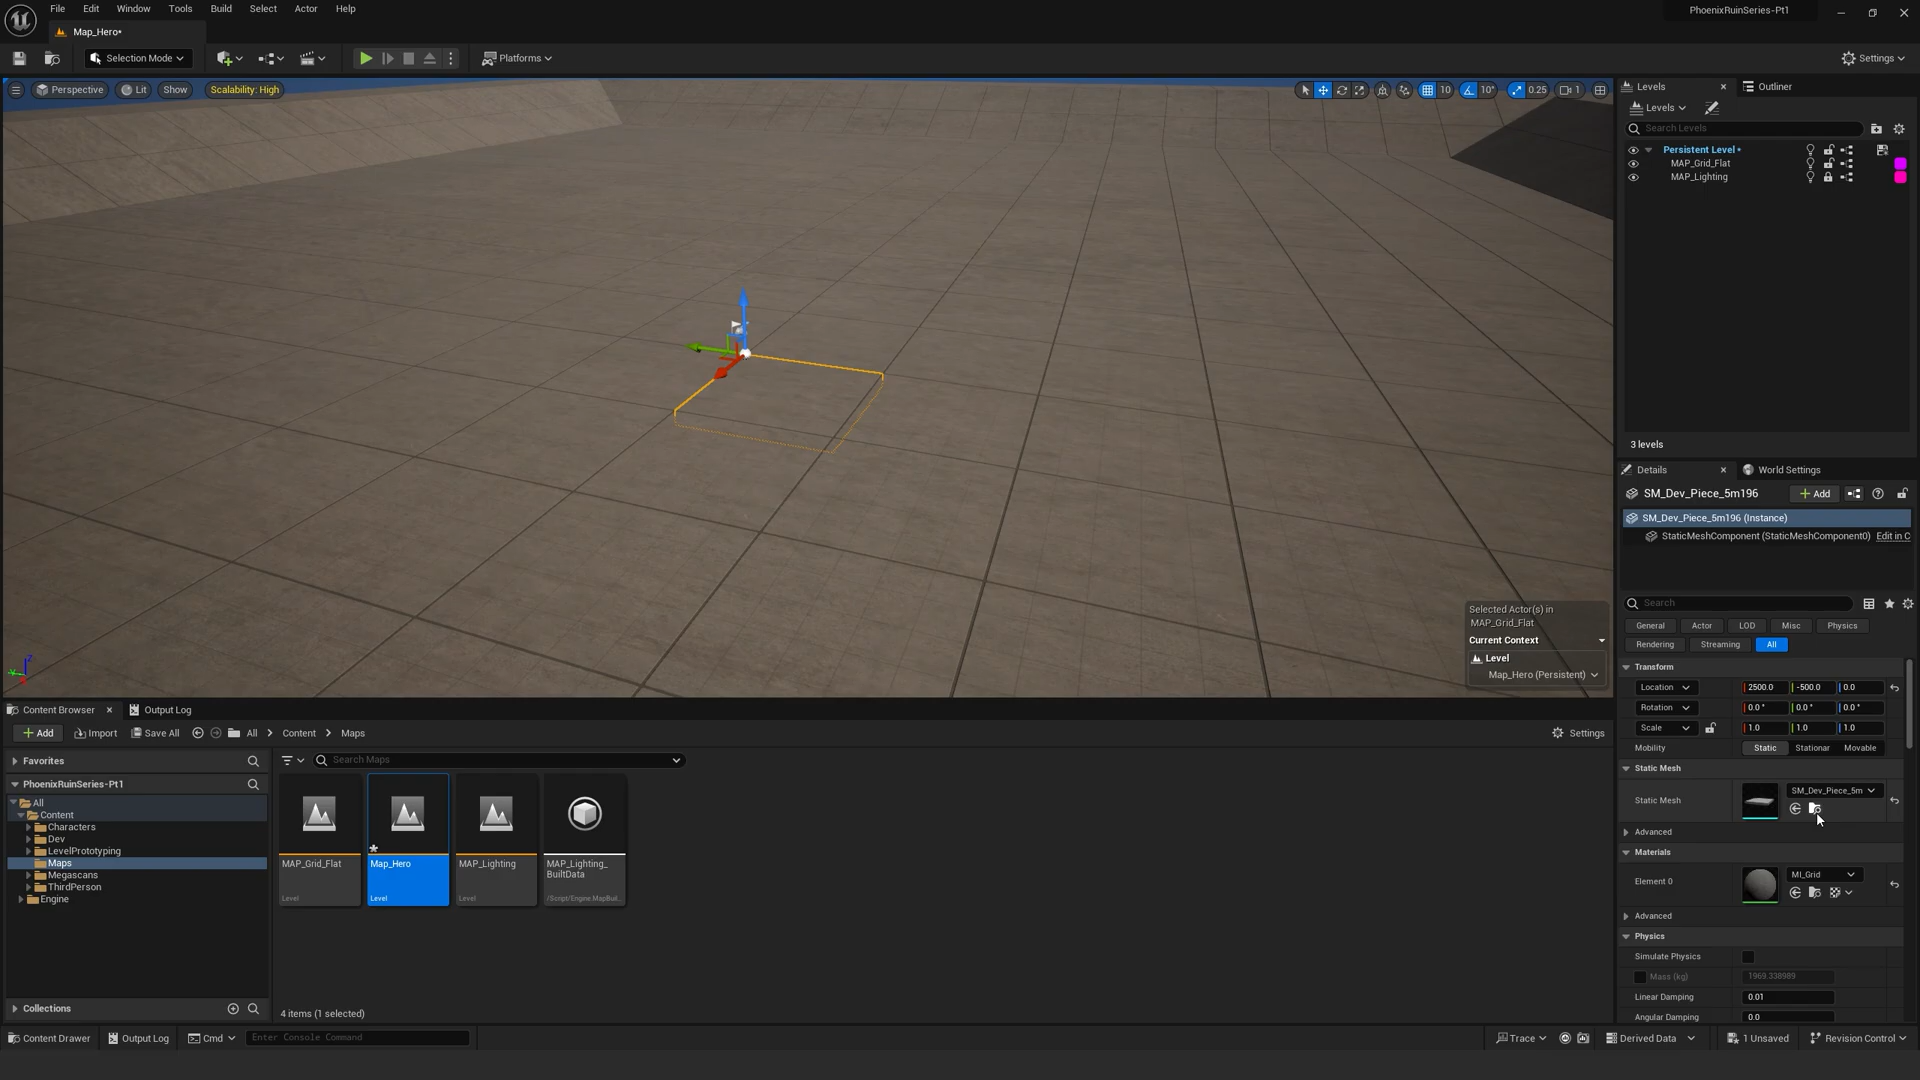 File Edit Window Tools Build Select Actor Help
PhoenixRuinSeries-Pt1
Map_Hero•
Selection Mode
Platforms
Settings
Perspective
Lit
Show
Scalability: High
10
10°
0.25
1
Levels
Outliner
Levels
Search Levels
Persistent Level •
MAP_Grid_Flat
MAP_Lighting
3 levels
Details
World Settings
SM_Dev_Piece_5m196
Add
SM_Dev_Piece_5m196 (Instance)
StaticMeshComponent (StaticMeshComponent0)
Edit in C
Search
General Actor LOD Misc Physics
Rendering Streaming All
Transform
Location 2500.0 -500.0 0.0
Rotation 0.0 ° 0.0 ° 0.0 °
Scale 1.0 1.0 1.0
Mobility Static Stationar Movable
Static Mesh
Static Mesh
SM_Dev_Piece_5m
Advanced
Materials
Element 0
MI_Grid
Advanced
Physics
Simulate Physics
Mass (kg) 1969.338989
Linear Damping 0.01
Angular Damping 0.0
Selected Actor(s) in
MAP_Grid_Flat
Current Context
Level
Map_Hero (Persistent)
Z
Content Browser
Output Log
Add
Import
Save All
All
Content
Maps
Settings
Favorites
PhoenixRuinSeries-Pt1
All
Content
Characters
Dev
LevelPrototyping
Maps
Megascans
ThirdPerson
Engine
Collections
Search Maps
MAP_Grid_Flat
Level
Map_Hero
Level
MAP_Lighting
Level
MAP_Lighting_
BuiltData
/Script/Engine.MapBuil...
4 items (1 selected)
Content Drawer
Output Log
Cmd
Enter Console Command
Trace
Derived Data
1 Unsaved
Revision Control